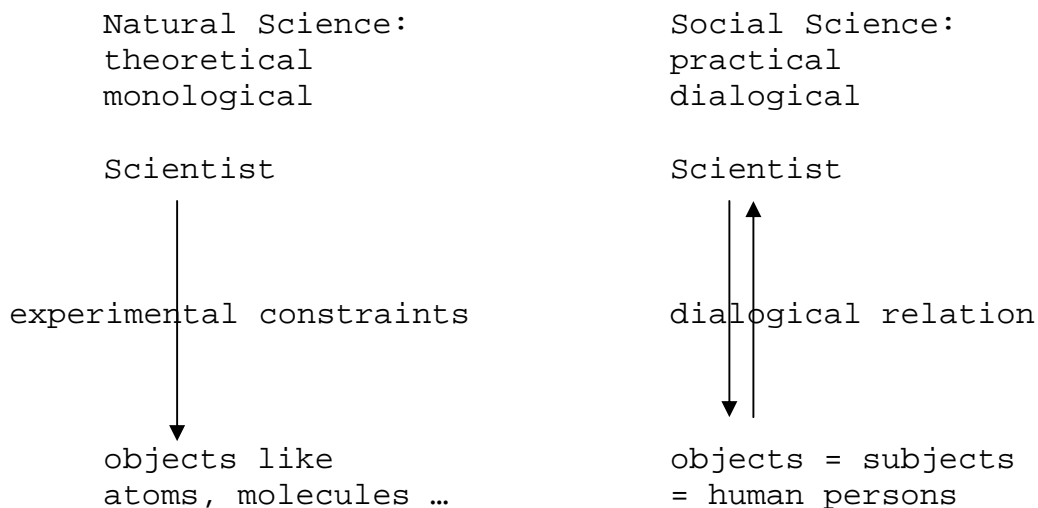 Natural Science:
theoretical
monological
Scientist
experimental constraints
objects like
atoms, molecules …
Social Science:
practical
dialogical
Scientist
dialogical relation
objects = subjects
= human persons